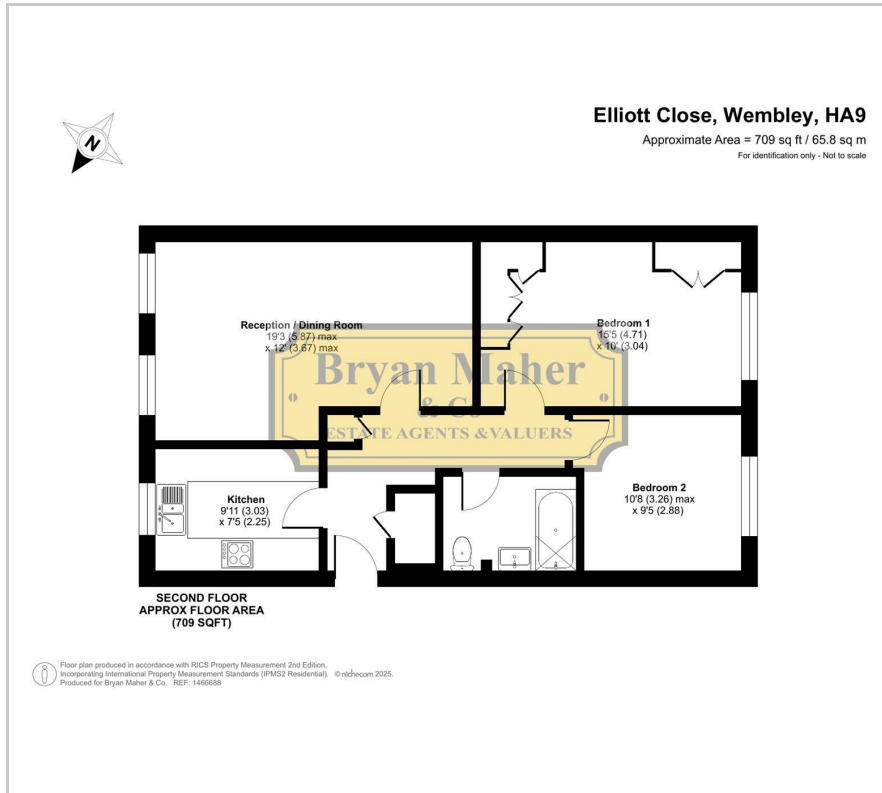 N
Elliott Close, Wembley, HA9
Approximate Area = 709 sq ft / 65.8 sq m
For identification only - Not to scale
Reception / Dining Room
19'3 (5.87) max
x 12' (3.67) max
Bedroom 1
15'5 (4.71)
x 10' (3.04)
Bryan Maher
& Co
ESTATE AGENTS & VALUERS
Kitchen
9'11 (3.03)
x 7'5 (2.25)
Bedroom 2
10'8 (3.26) max
x 9'5 (2.88)
SECOND FLOOR
APPROX FLOOR AREA
(709 SQFT)
Floor plan produced in accordance with RICS Property Measurement 2nd Edition,
Incorporating International Property Measurement Standards (IPMS2 Residential). © ntchecom 2025.
Produced for Bryan Maher & Co. REF: 1466688